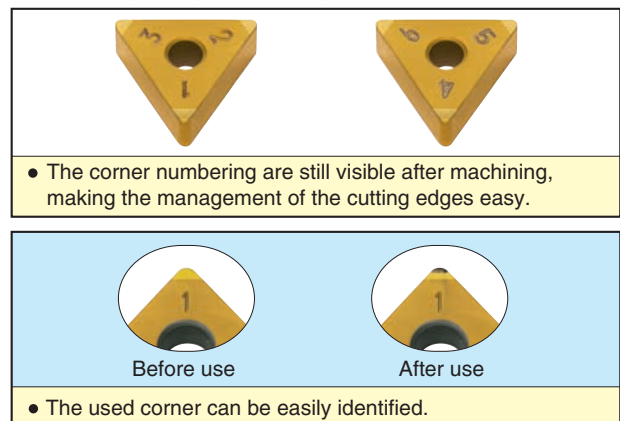 3 2
1
6 5
4
• The corner numbering are still visible after machining,
making the management of the cutting edges easy.
1
1
Before use
After use
• The used corner can be easily identified.